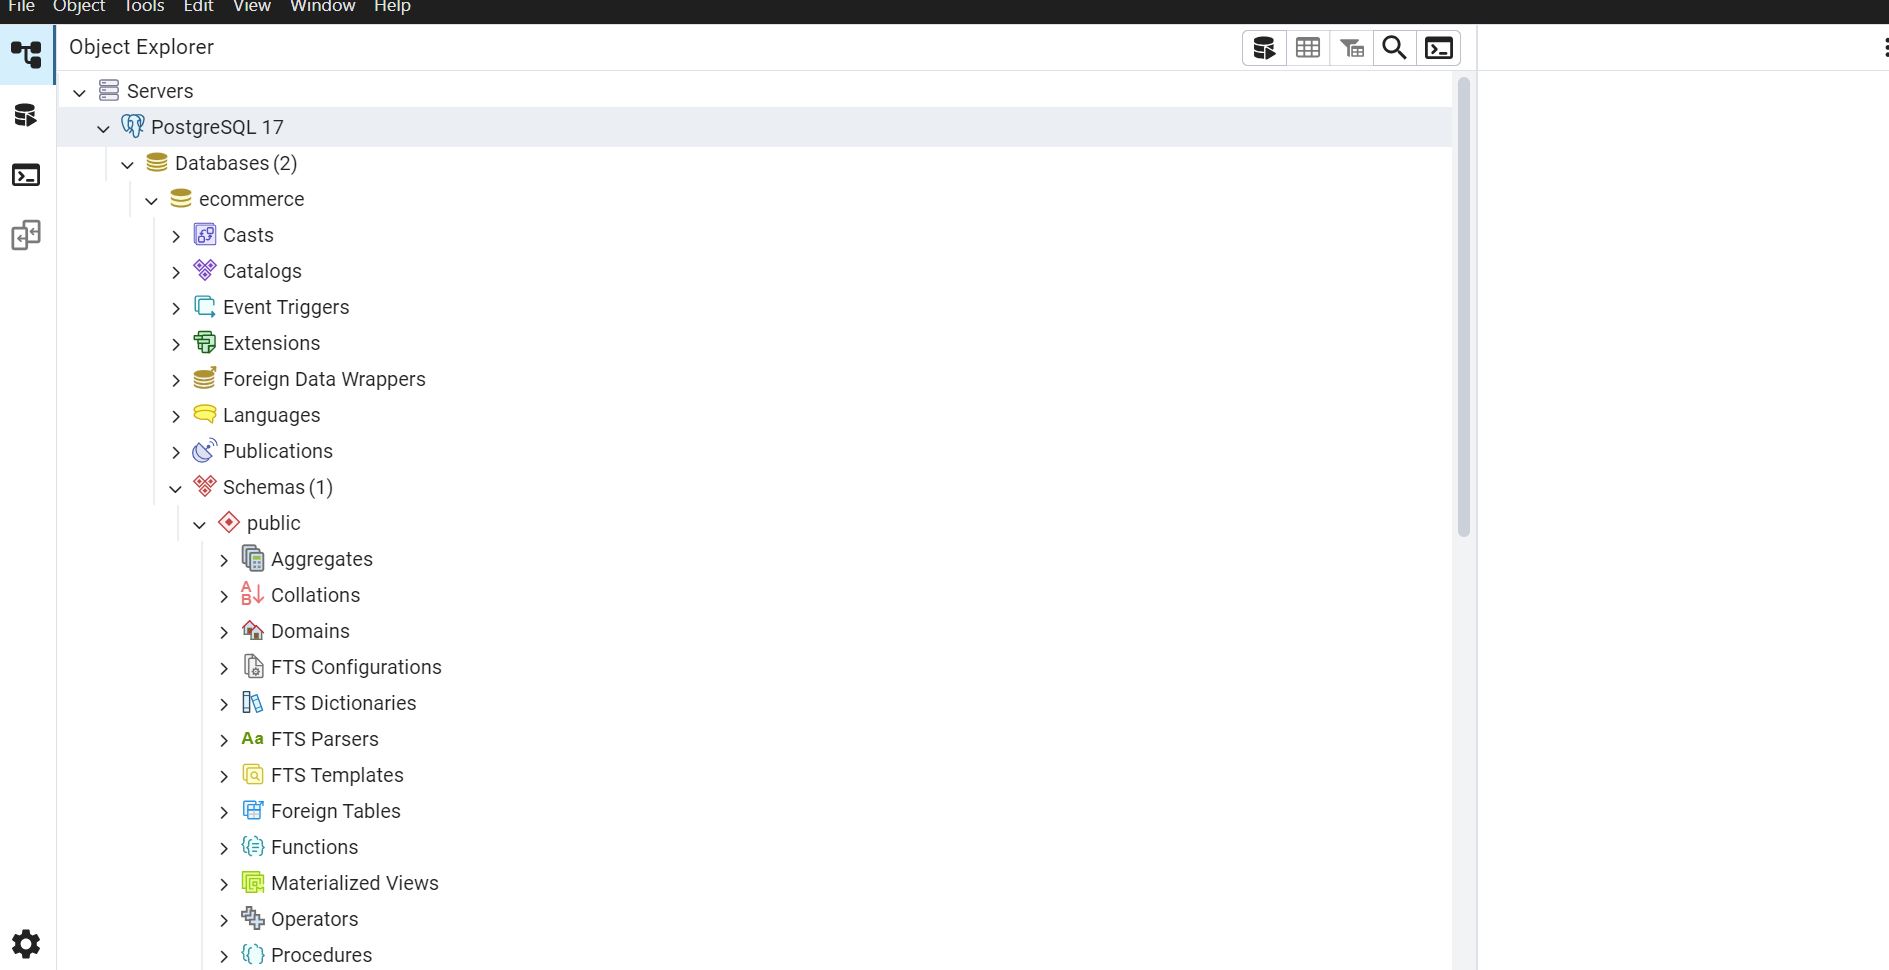 File Object Tools Edit View Window Help
Object Explorer
Servers
PostgreSQL 17
Databases (2)
ecommerce
Casts
Catalogs
Event Triggers
Extensions
Foreign Data Wrappers
Languages
Publications
Schemas (1)
public
Aggregates
Collations
Domains
FTS Configurations
FTS Dictionaries
FTS Parsers
FTS Templates
Foreign Tables
Functions
Materialized Views
Operators
Procedures